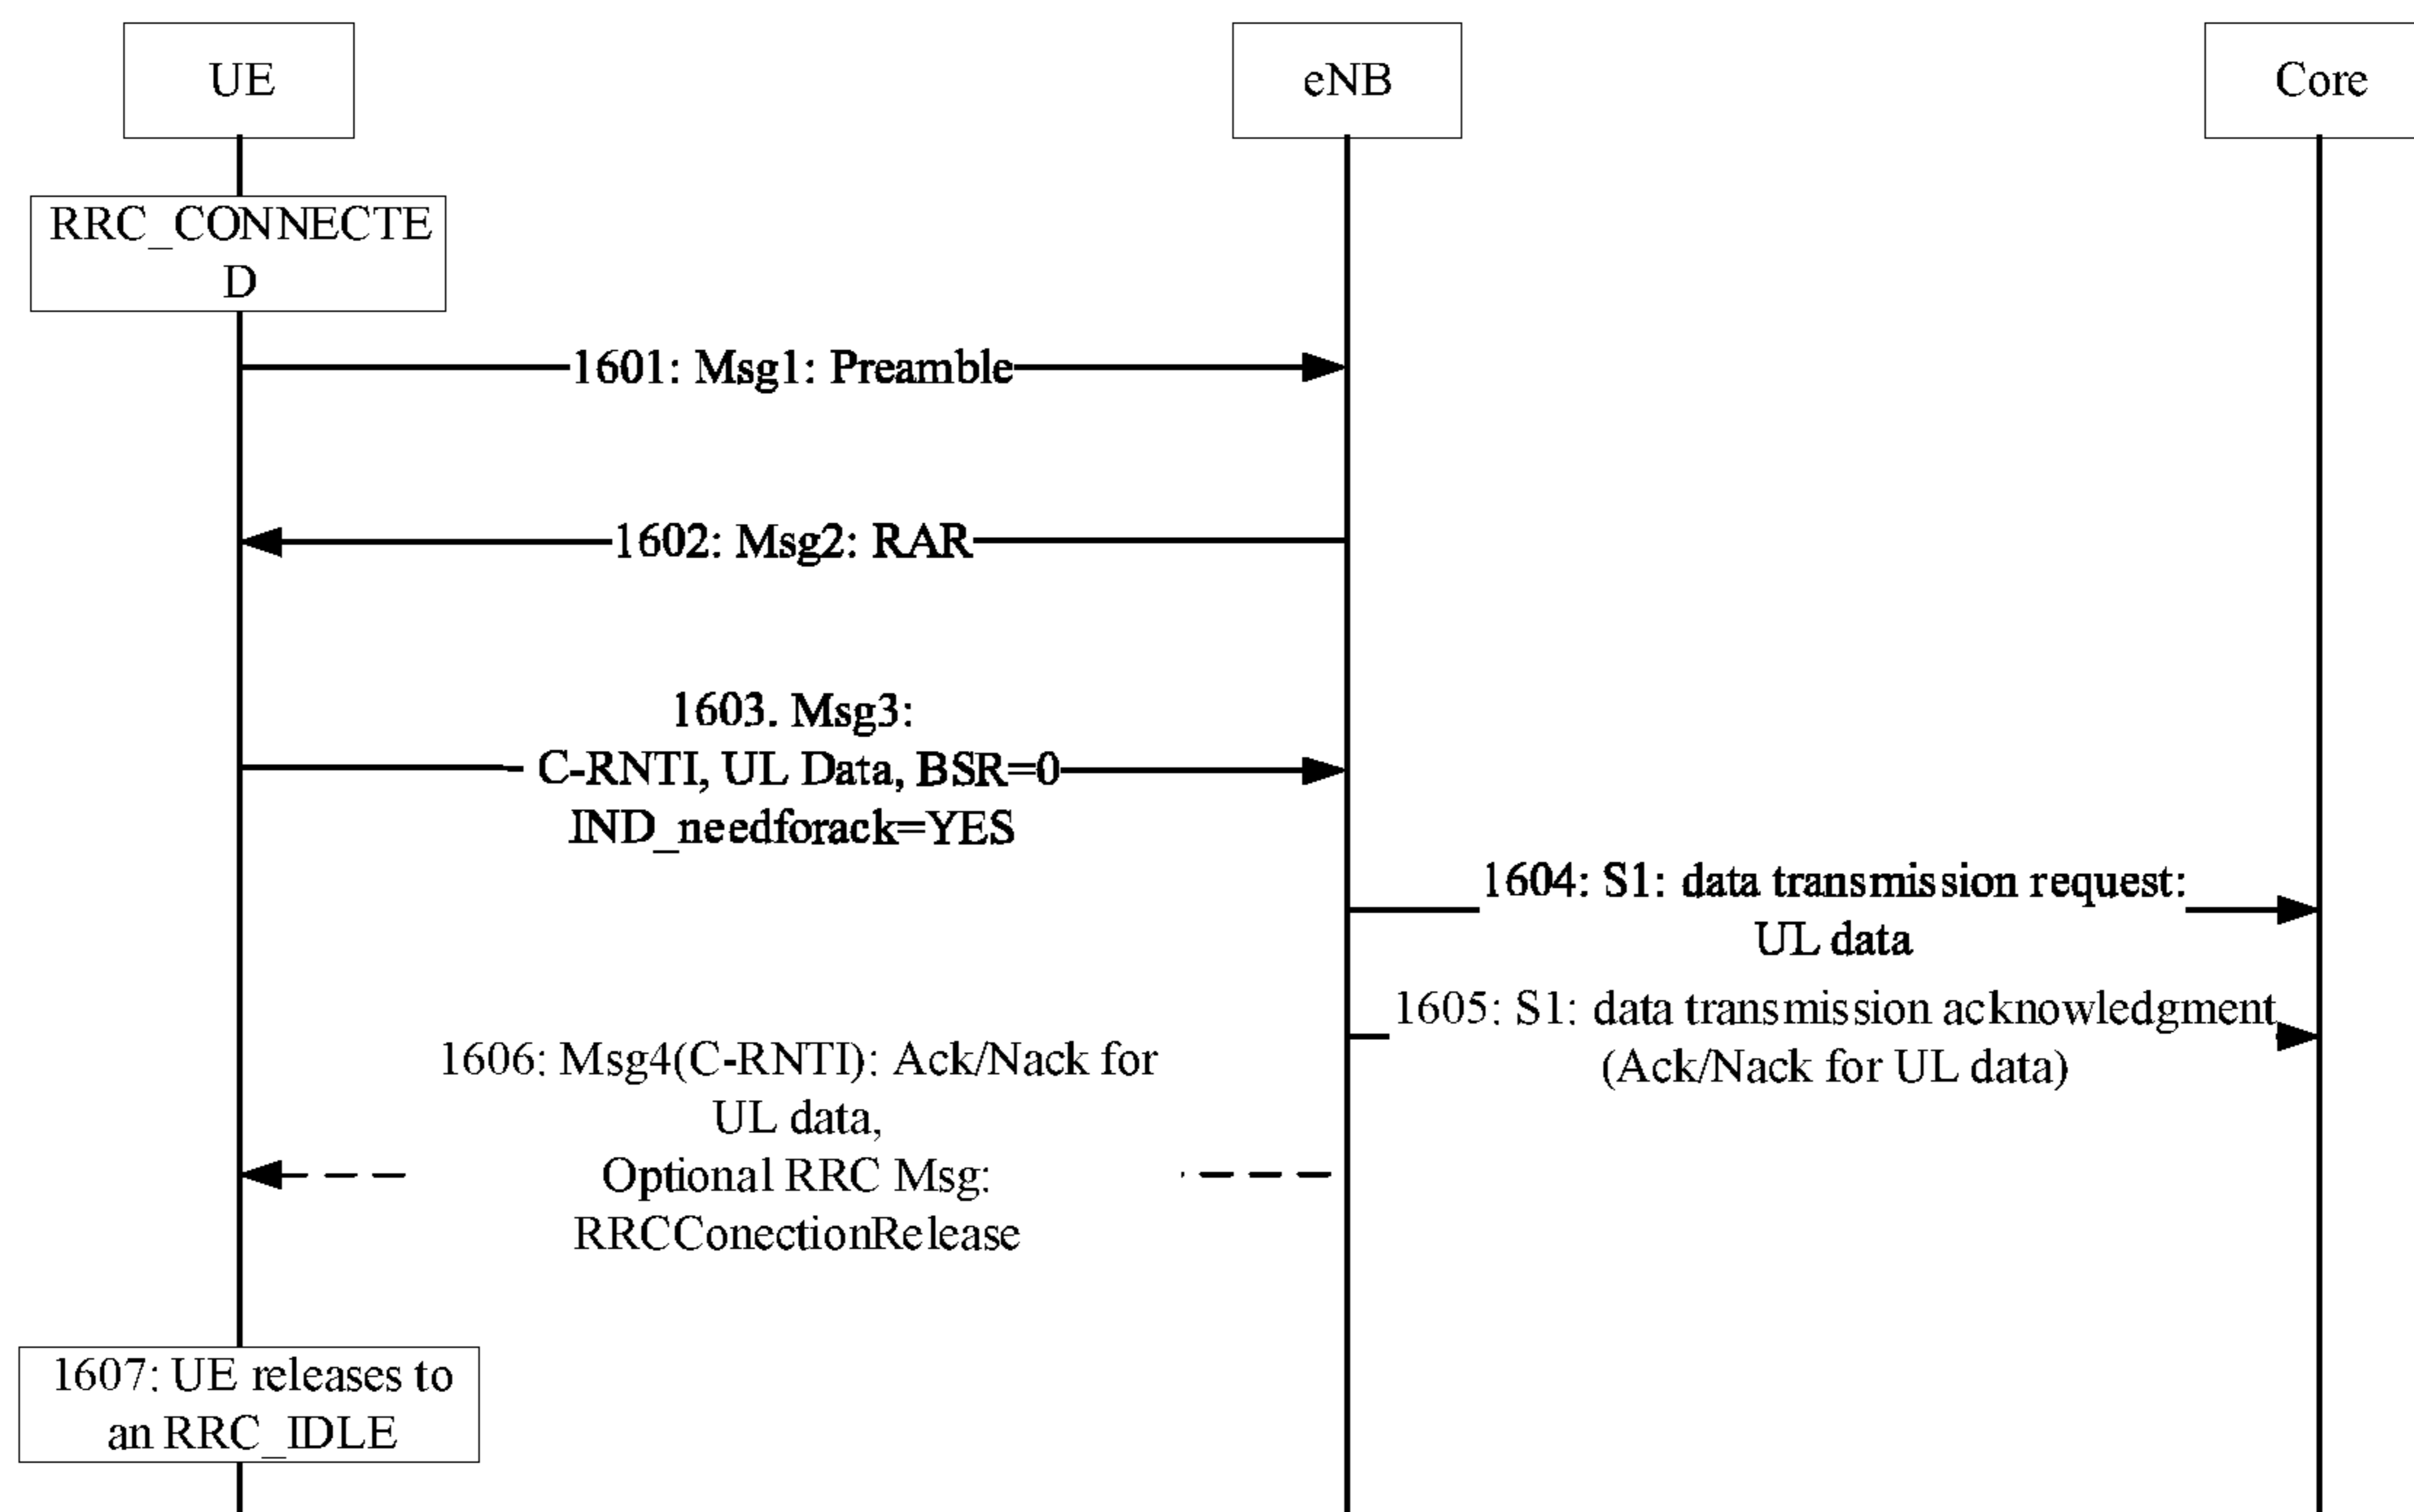 UE
eNB
Core
RRC_CONNECTE
D
1601: Msg1: Preamble
1602: Msg2: RAR
1603. Msg3:
C-RNTI, UL Data, BSR=0
IND_needforack=YES
1604: S1: data transmission request:
UL data
1605: S1: data transmission acknowledgment
(Ack/Nack for UL data)
1606: Msg4(C-RNTI): Ack/Nack for
UL data,
Optional RRC Msg:
RRCConectionRelease
1607: UE releases to
an RRC_IDLE